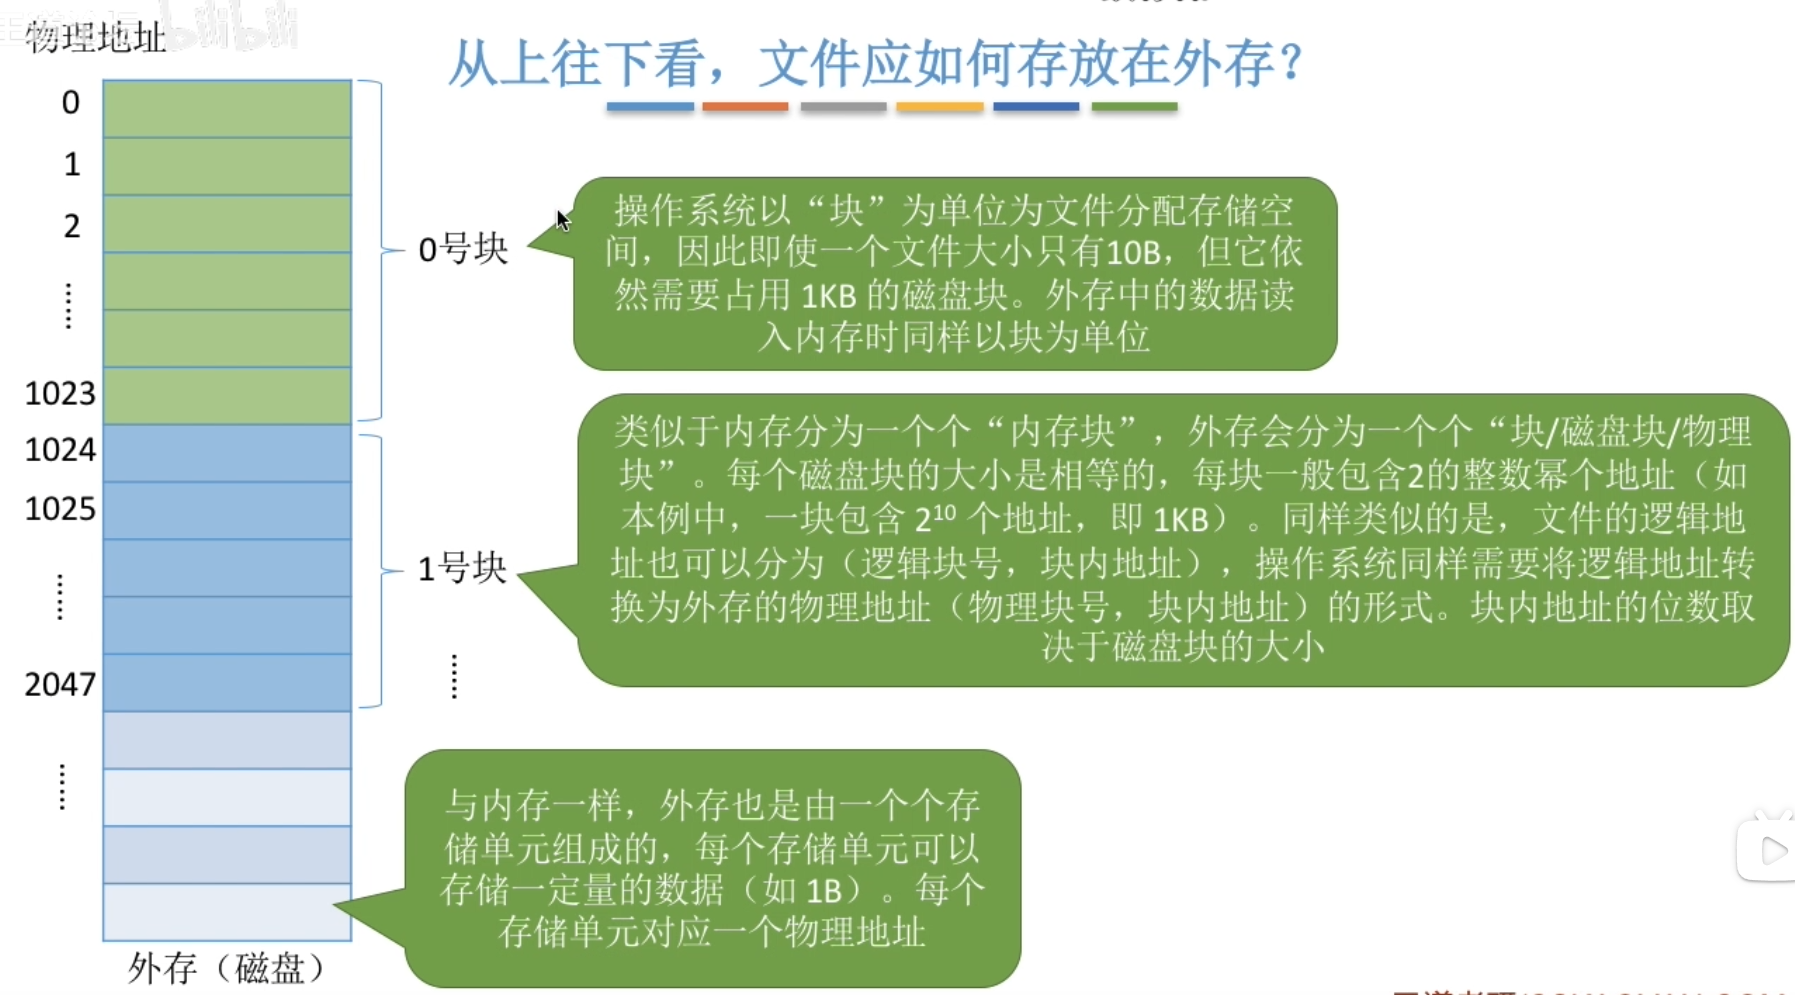 物理地址
从上往下看，文件应如何存放在外存？
0
1
2
1023
1024
1025
2047
0号块
1号块
操作系统以“块”为单位为文件分配存储空
间，因此即使一个文件大小只有10B，但它依
然需要占用 1KB 的磁盘块。外存中的数据读
入内存时同样以块为单位
类似于内存分为一个个“内存块”，外存会分为一个个“块/磁盘块/物理
块”。每个磁盘块的大小是相等的，每块一般包含2的整数幂个地址（如
本例中，一块包含 2¹⁰ 个地址，即 1KB）。同样类似的是，文件的逻辑地
址也可以分为（逻辑块号，块内地址），操作系统同样需要将逻辑地址转
换为外存的物理地址（物理块号，块内地址）的形式。块内地址的位数取
决于磁盘块的大小
与内存一样，外存也是由一个个存
储单元组成的，每个存储单元可以
存储一定量的数据（如 1B）。每个
存储单元对应一个物理地址
外存（磁盘）